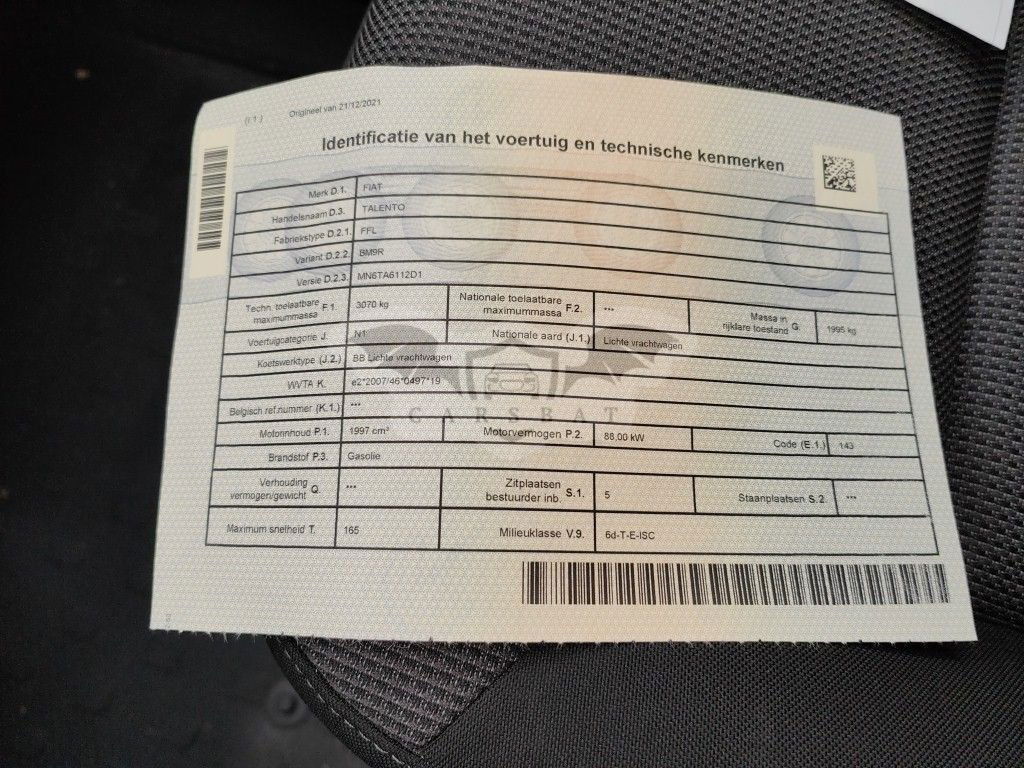 (I.1.) Origineel van 21/12/2021
Identificatie van het voertuig en technische kenmerken
Merk D.1. FIAT
Handelsnaam D.3. TALENTO
Fabriekstype D.2.1. FFL
Variant D.2.2. BM9R
Versie D.2.3. MN6TA6112D1
Techn. toelaatbare maximummassa F.1. 3070 kg Nationale toelaatbare maximummassa F.2. *** Massa in rijklare toestand G. 1995 kg
Voertuigcategorie J. N1 Nationale aard (J.1.) Lichte vrachtwagen
Koetswerktype (J.2.) BB Lichte vrachtwagen
WVTA K. e2*2007/46*0497*19
Belgisch ref.nummer (K.1.) ***
CARSBAT
Motorinhoud P.1. 1997 cm³ Motorvermogen P.2. 88,00 kW Code (E.1.) 143
Brandstof P.3. Gasolie
Verhouding vermogen/gewicht Q. *** Zitplaatsen bestuurder inb. S.1. 5 Staanplaatsen S.2. ***
Maximum snelheid T. 165 Milieuklasse V.9. 6d-T-E-ISC